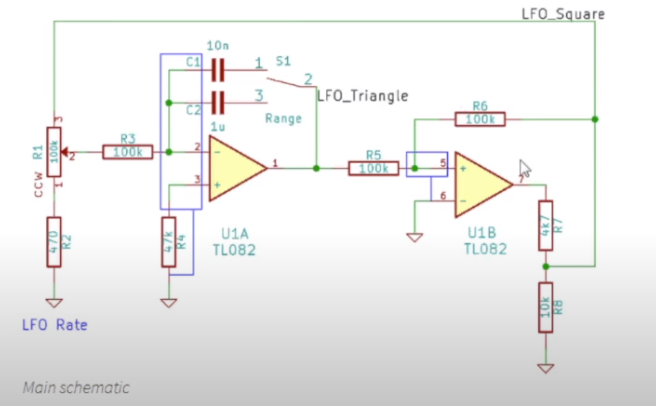 LFO_Square
10n
C1
1
S1
2
LFO_Triangle
C2
3
Range
1u
R6
100k
3
R1
100k
2
CCW
1
R3
100k
2
-
3
+
1
U1A
TL082
R5
100k
5
+
6
-
7
U1B
TL082
R2
470
R4
47k
R7
4k7
R8
10k
LFO Rate
Main schematic